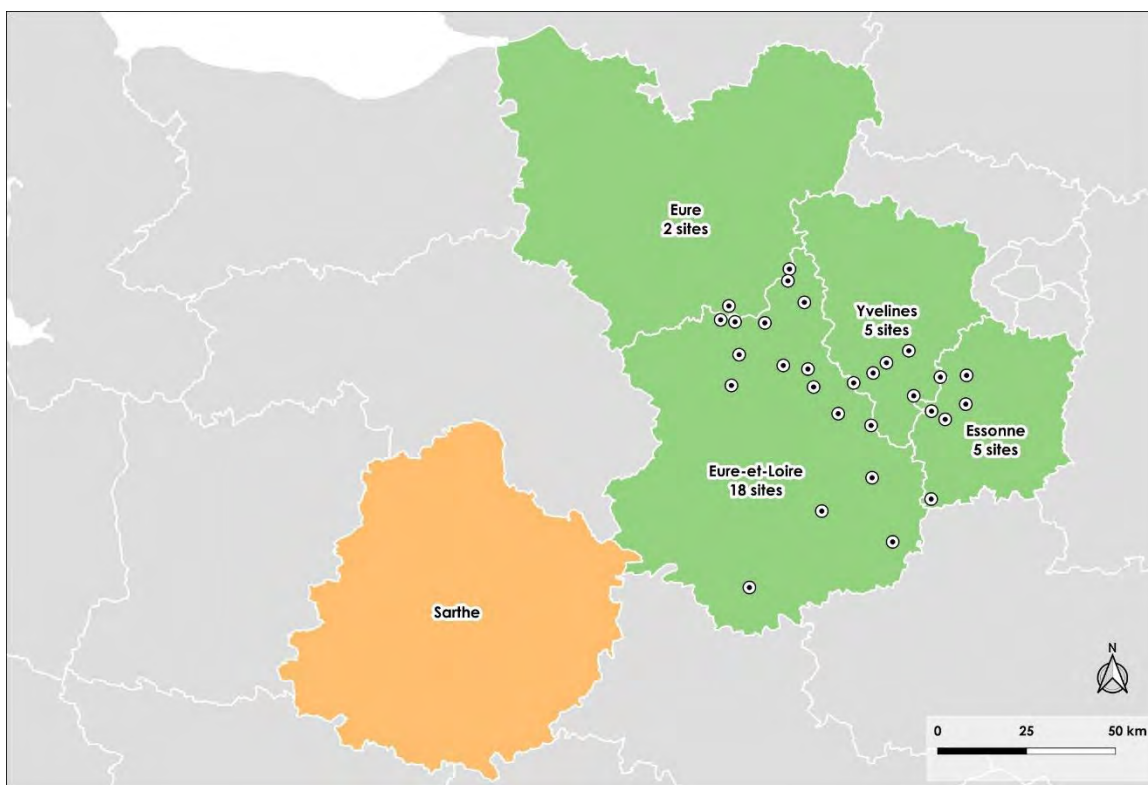 Eure
2 sites
Yvelines
5 sites
Essonne
5 sites
Eure-et-Loire
18 sites
Sarthe
N
0 25 50 km